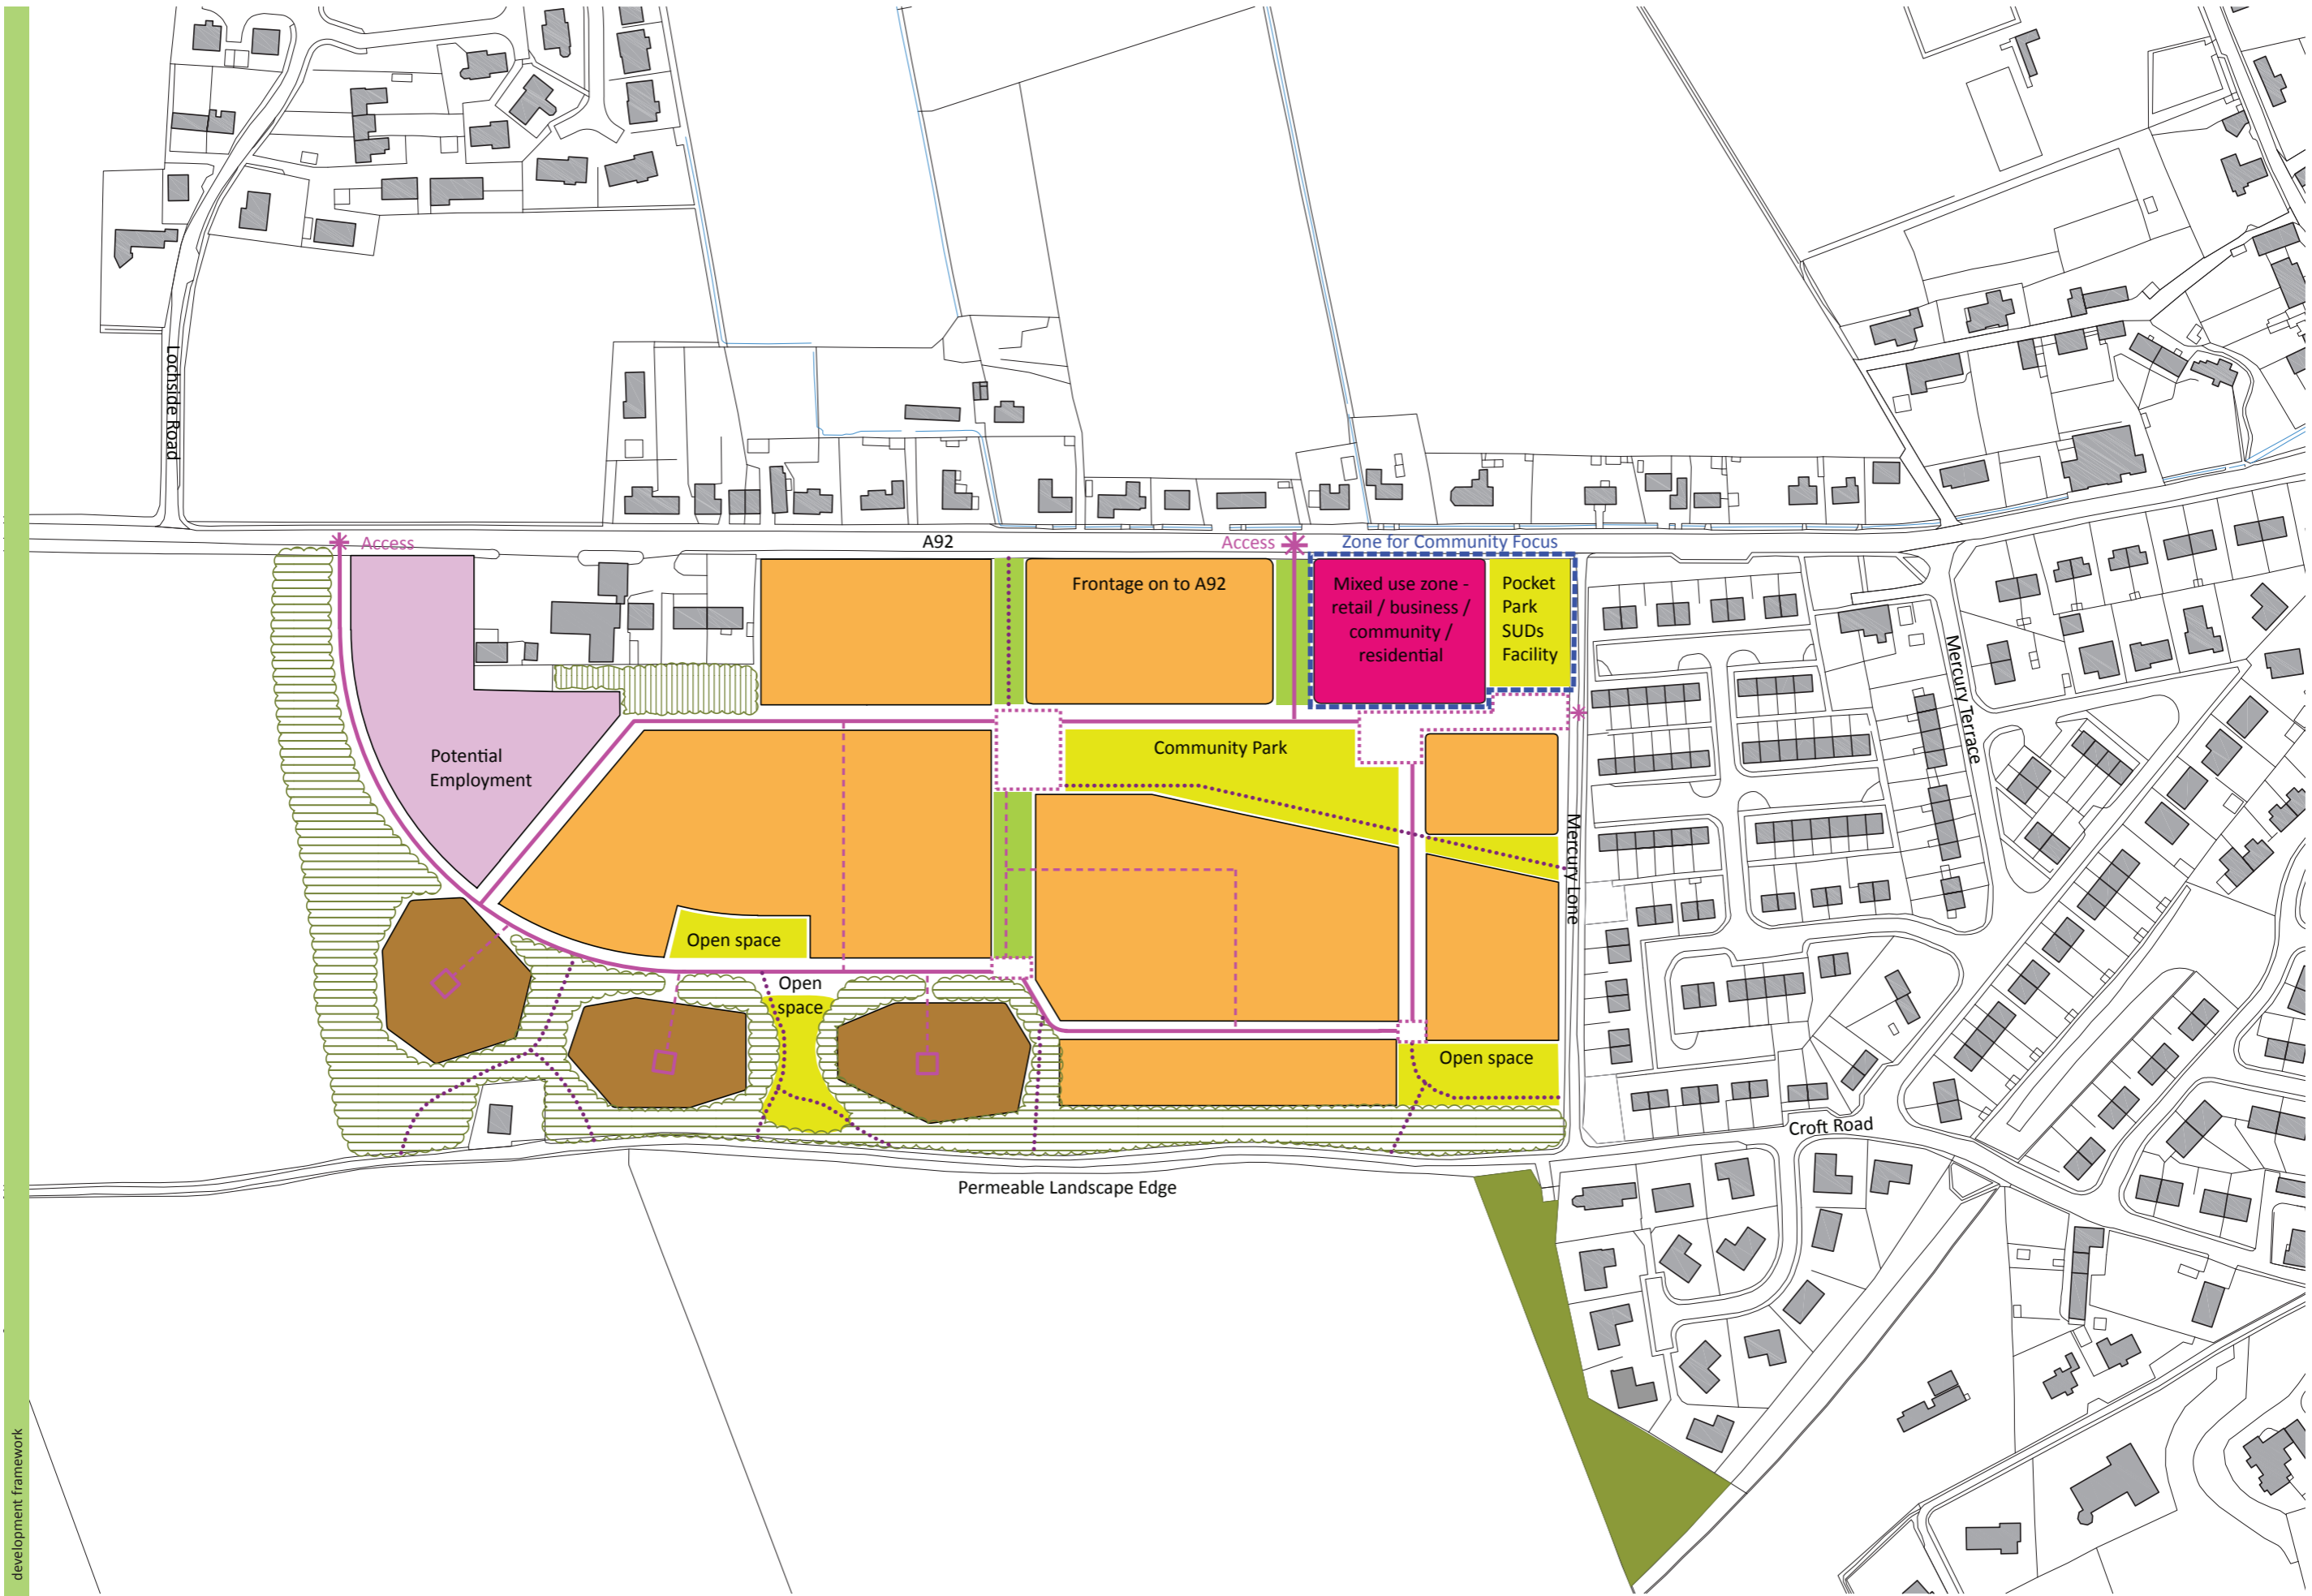 Lochside Road
Access
A92
Access
Zone for Community Focus
Frontage on to A92
Mixed use zone -
retail / business /
community /
residential
Pocket
Park
SUDs
Facility
Mercury Terrace
Potential
Employment
Community Park
Mercury Lone
Open space
Open
space
Open space
Croft Road
Permeable Landscape Edge
development framework